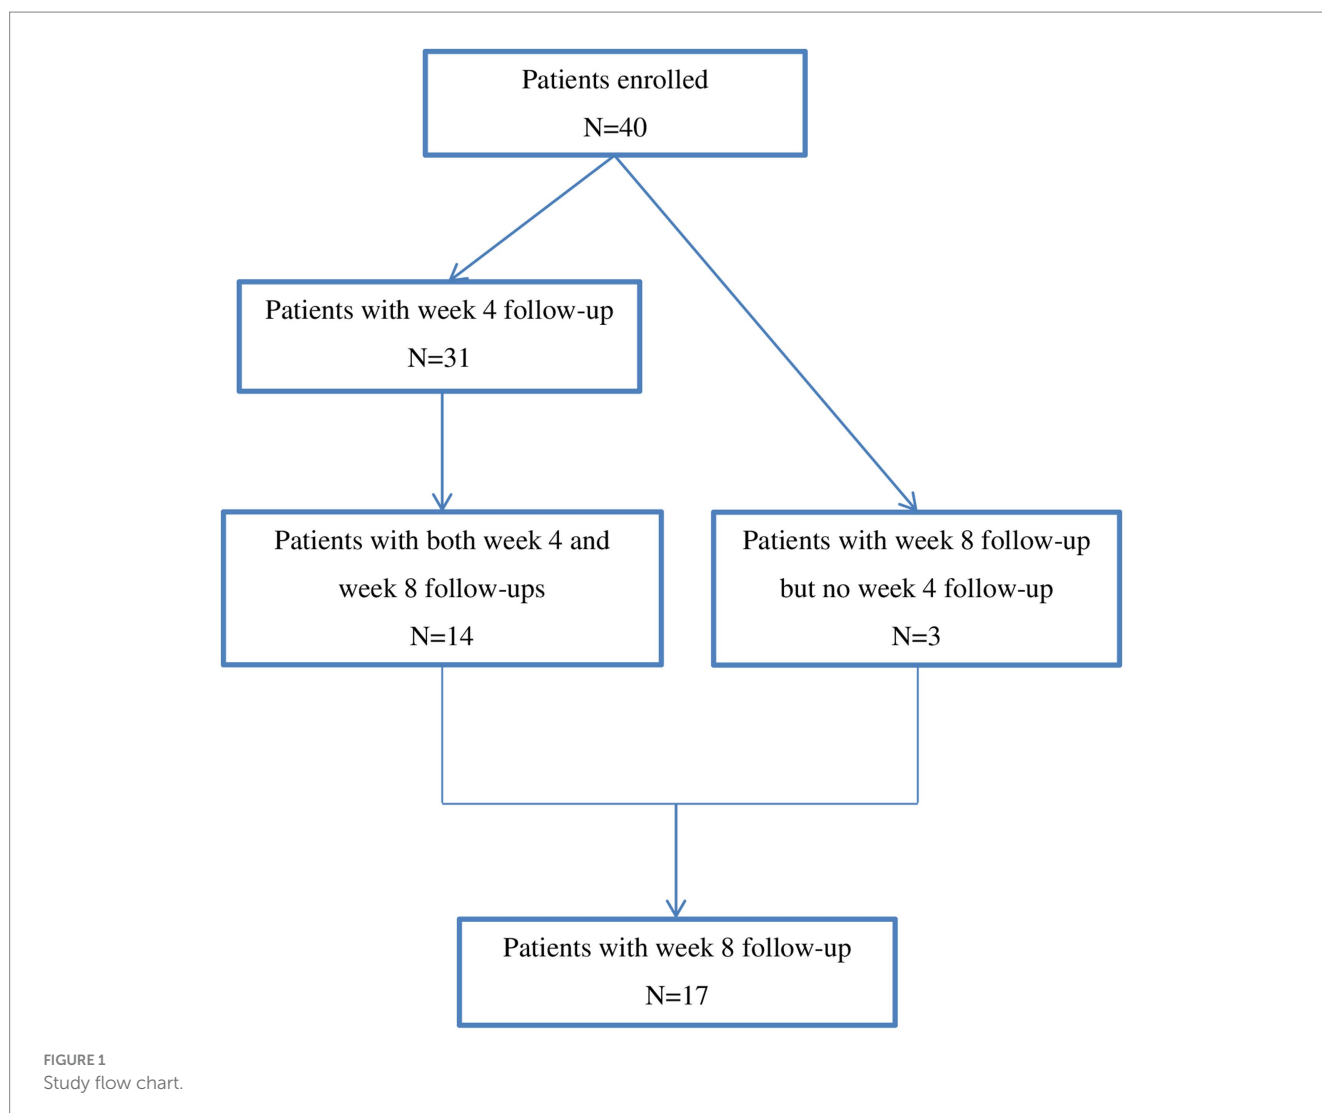 Patients enrolled
N=40
Patients with week 4 follow-up
N=31
Patients with both week 4 and
week 8 follow-ups
N=14
Patients with week 8 follow-up
but no week 4 follow-up
N=3
Patients with week 8 follow-up
N=17
FIGURE 1
Study flow chart.